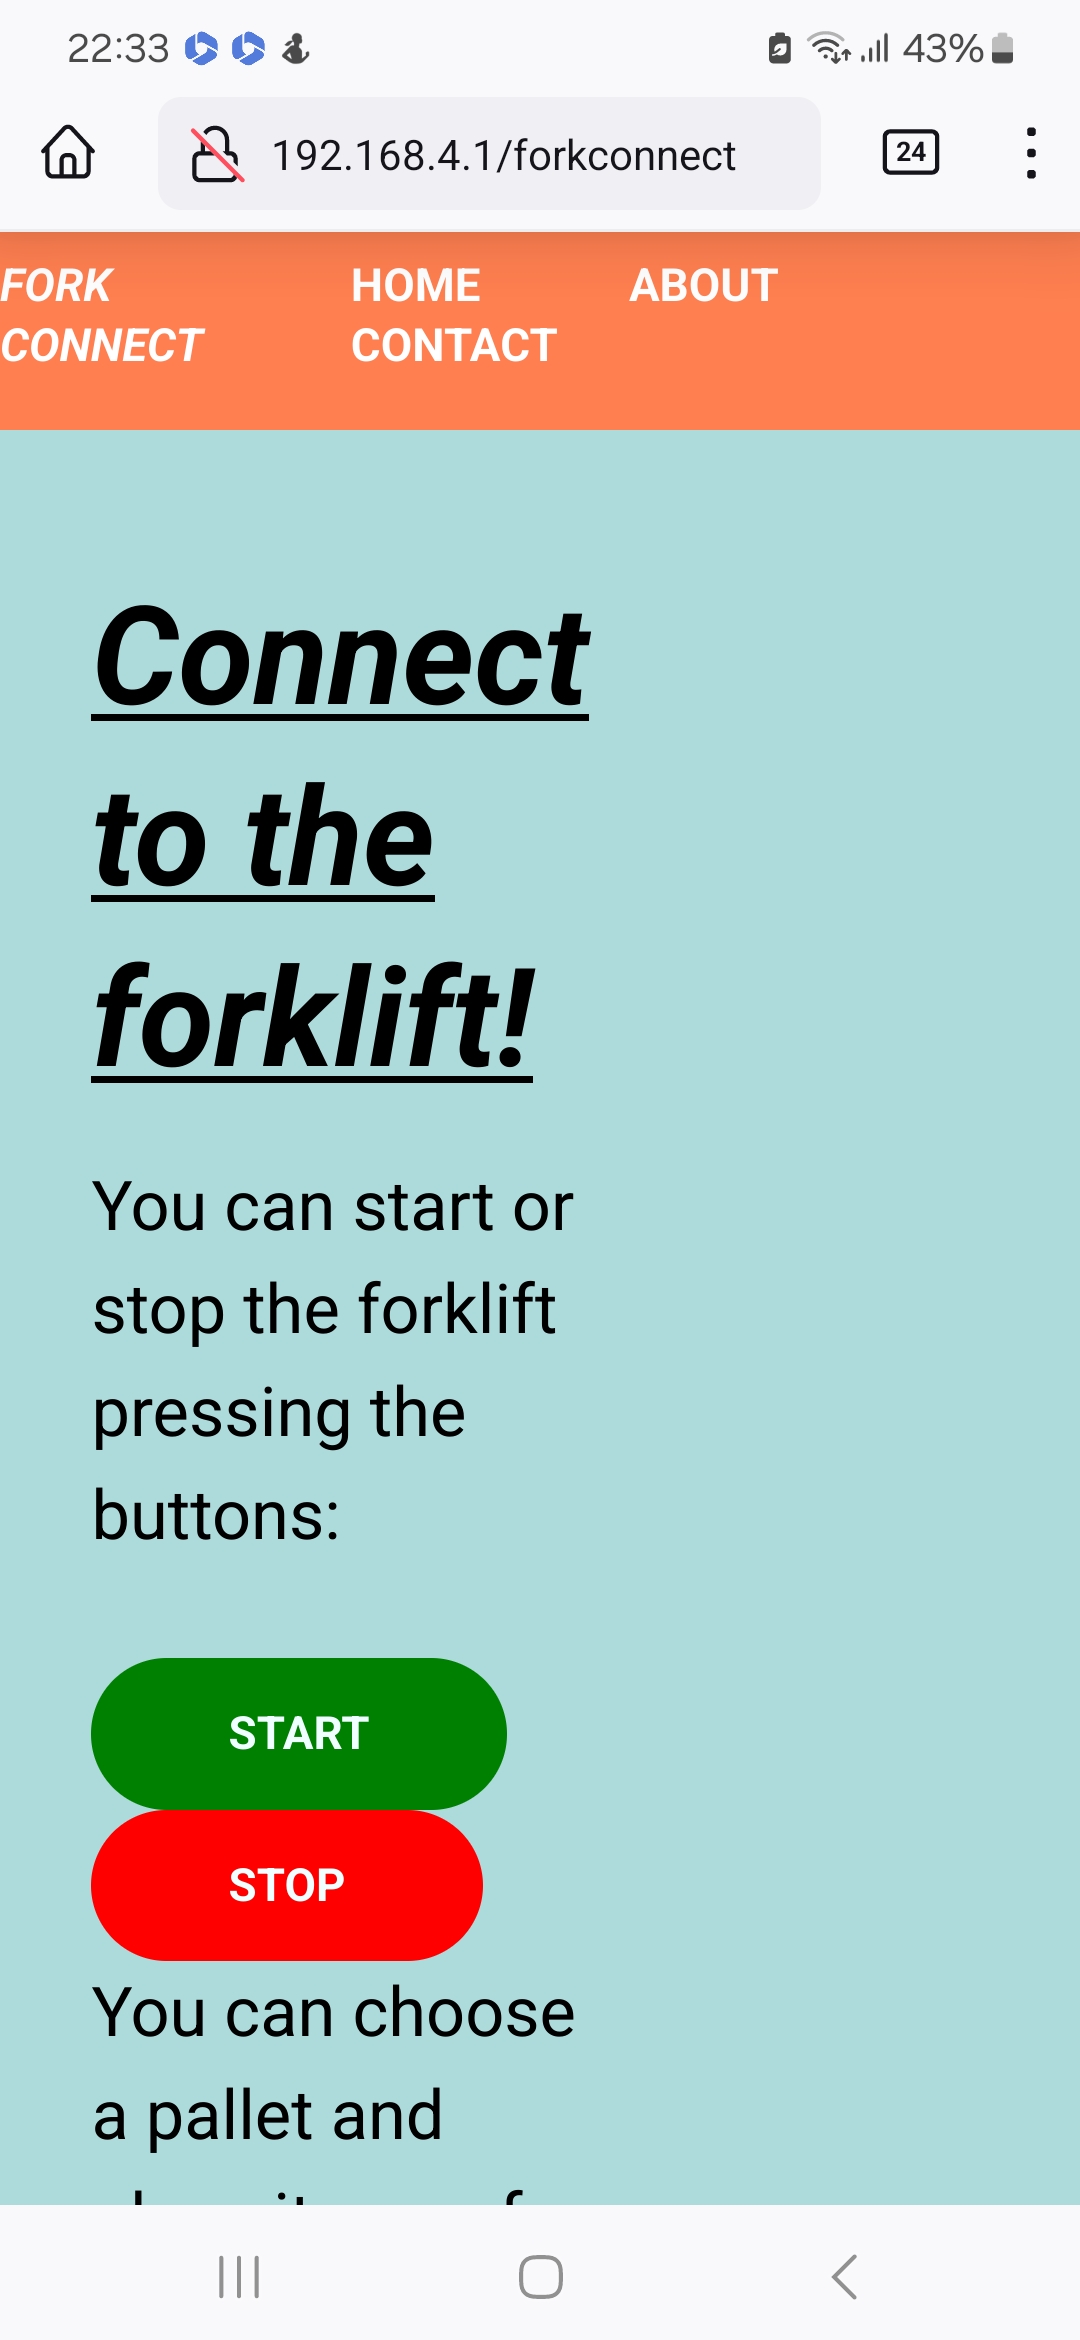 22:33 43%
192.168.4.1/forkconnect 24
FORK HOME ABOUT
CONNECT CONTACT
Connect
to the
forklift!
You can start or
stop the forklift
pressing the
buttons:
START
STOP
You can choose
a pallet and